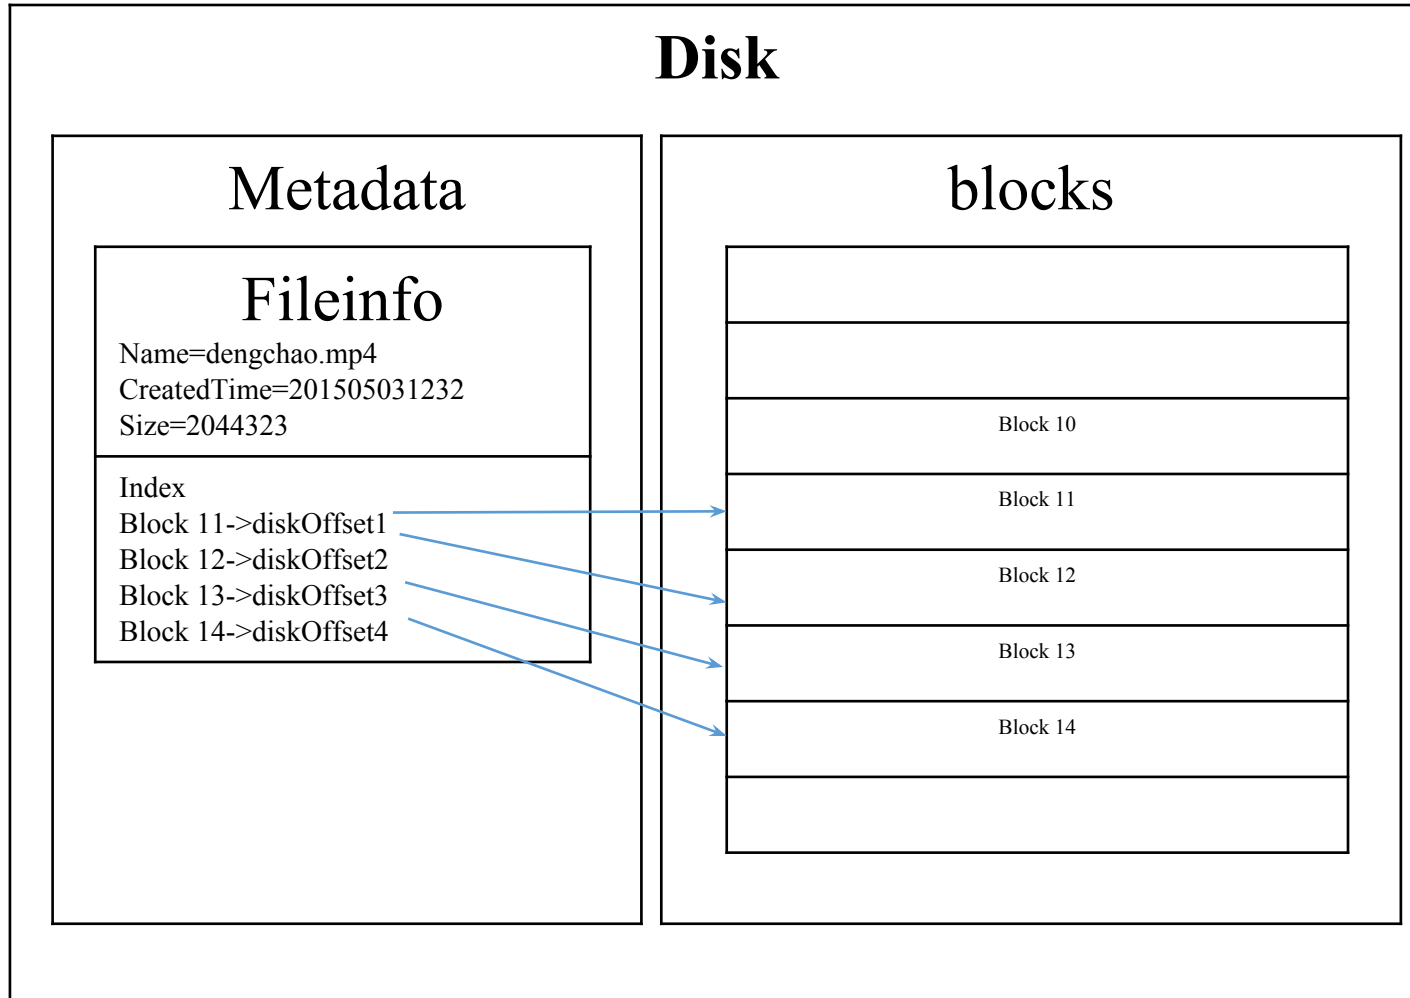 Disk
Metadata
Fileinfo
Name=dengchao.mp4
CreatedTime=201505031232
Size=2044323
Index
Block 11->diskOffset1
Block 12->diskOffset2
Block 13->diskOffset3
Block 14->diskOffset4
blocks
Block 10
Block 11
Block 12
Block 13
Block 14